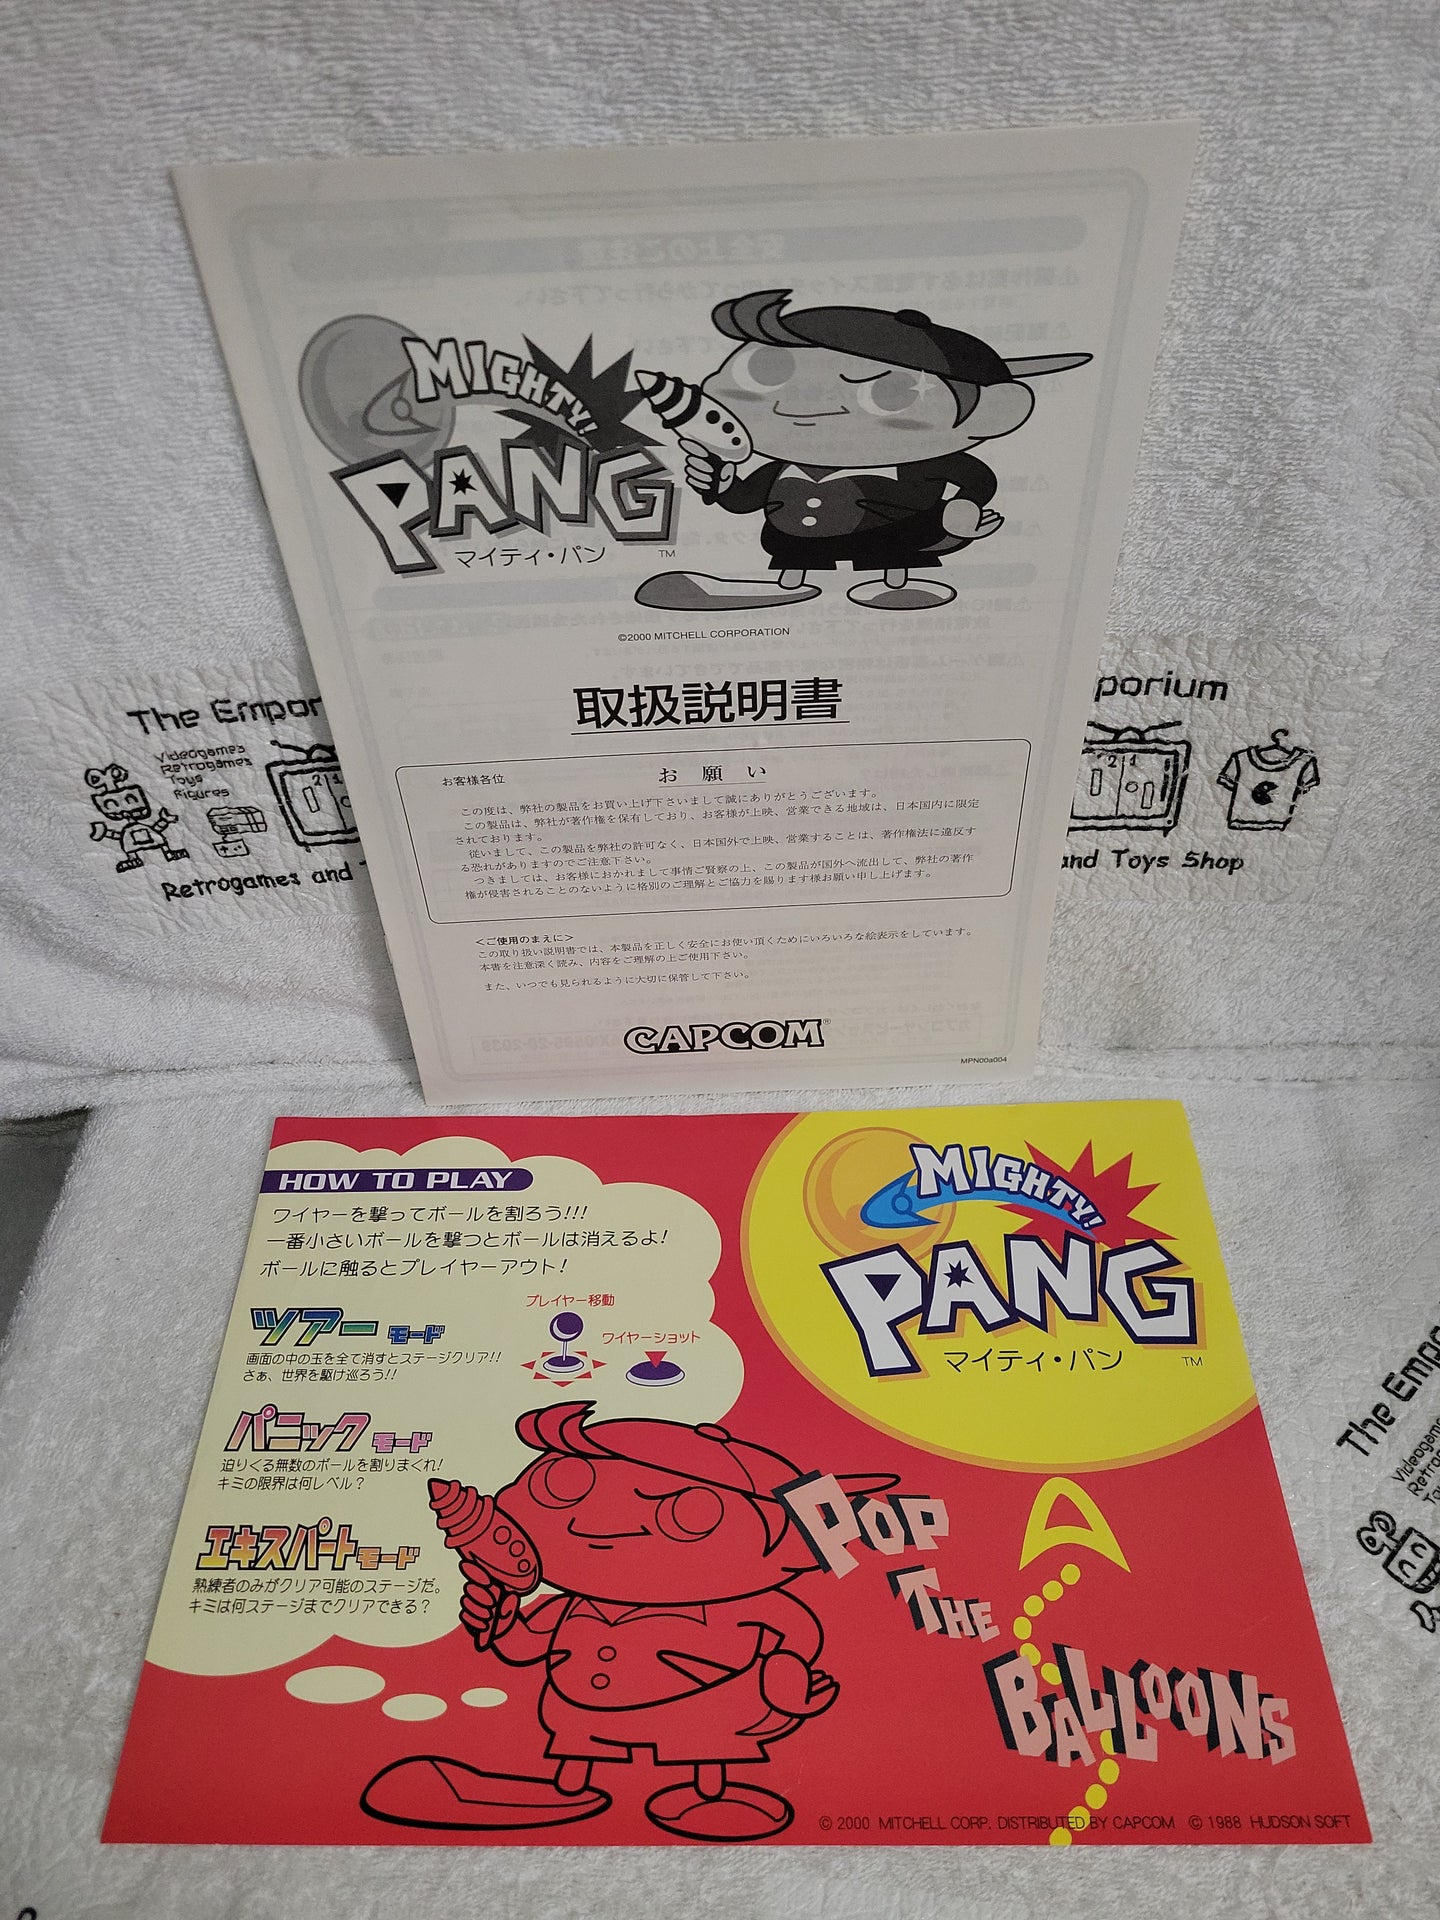 MIGHTY!
PANG
マイティ・パン
TM
©2000 MITCHELL CORPORATION
取扱説明書
お客様各位
お願い
この度は、弊社の製品をお買い上げ下さいまして誠にありがとうございます。
この製品は、弊社が著作権を保有しており、お客様が上映、営業できる地域は、日本国内に限定
されております。
従いまして、この製品を弊社の許可なく、日本国外で上映、営業することは、著作権法に違反す
る恐れがありますのでご注意下さい。
つきましては、お客様におかれまして事情ご賢察の上、この製品が国外へ流出して、弊社の著作
権が侵害されることのないように格別のご理解とご協力を賜ります様お願い申し上げます。
<ご使用のまえに>
この取り扱い説明書では、本製品を正しく安全にお使い頂くためにいろいろな絵表示をしています。
本書を注意深く読み、内容をご理解の上ご使用下さい。
また、いつでも見られるように大切に保管して下さい。
CAPCOM®
MPN00a004
The Empor
Videogames
Retrogames
Toys
Figures
2 1
Retrogames and T
porium
2 1
and Toys Shop
HOW TO PLAY
ワイヤーを撃ってボールを割ろう!!!
一番小さいボールを撃つとボールは消えるよ!
ボールに触るとプレイヤーアウト!
プレイヤー移動
ワイヤーショット
ツアーモード
画面の中の玉を全て消すとステージクリア!!
さぁ、世界を駆け巡ろう!!
パニックモード
迫りくる無数のボールを割りまくれ!
キミの限界は何レベル?
エキスパートモード
熟練者のみがクリア可能のステージだ。
キミは何ステージまでクリアできる?
MIGHTY!
PANG
マイティ・パン
TM
POP
THE
BALLOONS
© 2000 MITCHELL CORP. DISTRIBUTED BY CAPCOM © 1988 HUDSON SOFT
The Empo